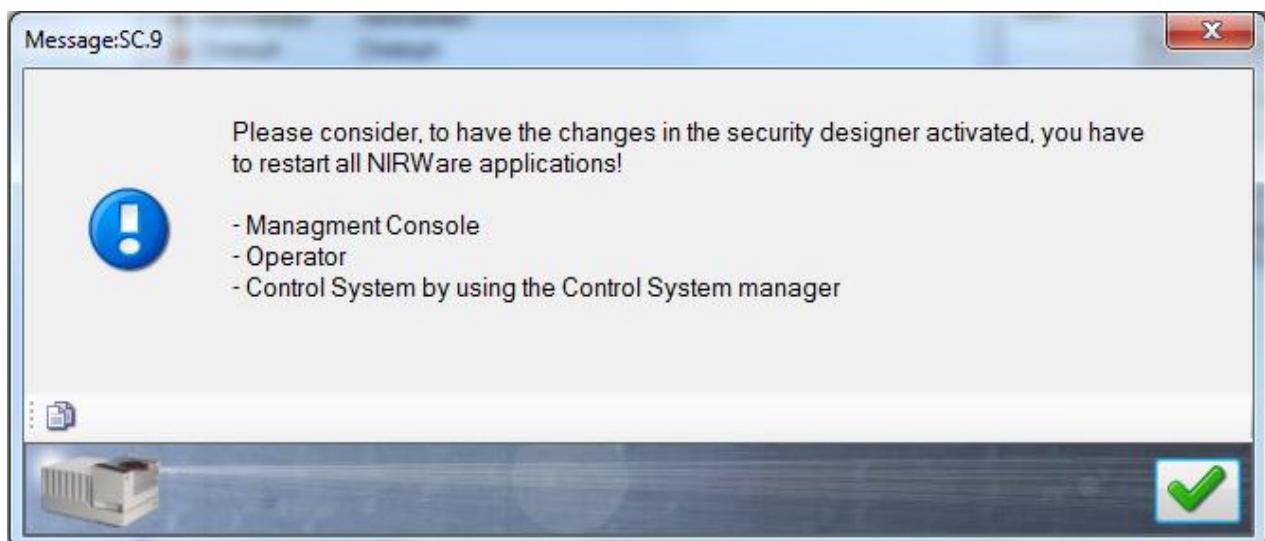 Message:SC.9
Please consider, to have the changes in the security designer activated, you have
to restart all NIRWare applications!
- Managment Console
- Operator
- Control System by using the Control System manager